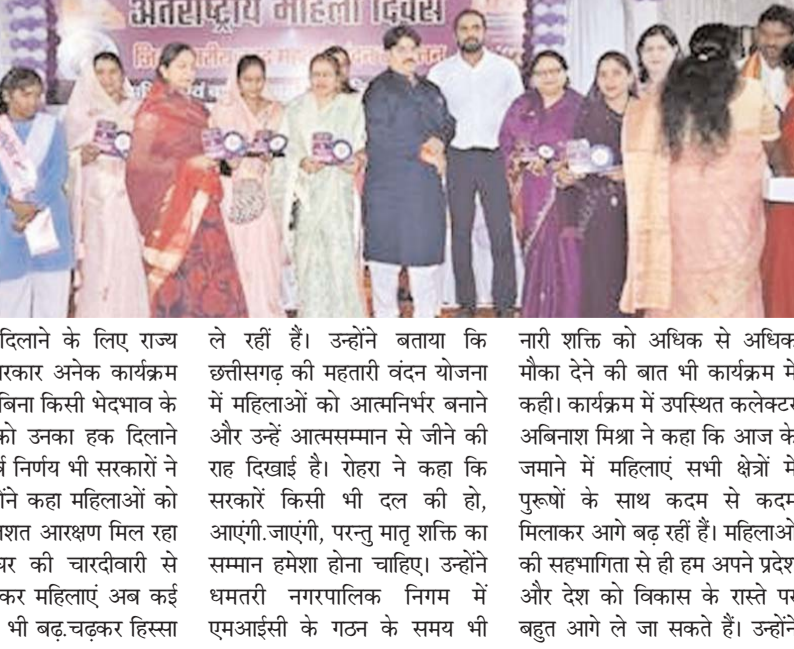 अंतर्राष्ट्रीय महिला दिवस
दिलाने के लिए राज्य
रकार अनेक कार्यक्रम
बिना किसी भेदभाव के
को उनका हक दिलाने
निर्णय भी सरकारों ने
ोंने कहा महिलाओं को
शत आरक्षण मिल रहा
घर की चारदीवारी से
कर महिलाएं अब कई
भी बढ़.चढ़कर हिस्सा
ले रहीं हैं। उन्होंने बताया कि
छत्तीसगढ़ की महतारी वंदन योजना
में महिलाओं को आत्मनिर्भर बनाने
और उन्हें आत्मसम्मान से जीने की
राह दिखाई है। रोहरा ने कहा कि
सरकारें किसी भी दल की हो,
आएंगी.जाएंगी, परन्तु मातृ शक्ति का
सम्मान हमेशा होना चाहिए। उन्होंने
धमतरी नगरपालिक निगम में
एमआईसी के गठन के समय भी
नारी शक्ति को अधिक से अधिक
मौका देने की बात भी कार्यक्रम में
कही। कार्यक्रम में उपस्थित कलेक्टर
अबिनाश मिश्रा ने कहा कि आज के
जमाने में महिलाएं सभी क्षेत्रों में
पुरूषों के साथ कदम से कदम
मिलाकर आगे बढ़ रहीं हैं। महिलाओं
की सहभागिता से ही हम अपने प्रदेश
और देश को विकास के रास्ते पर
बहुत आगे ले जा सकते हैं। उन्होंने